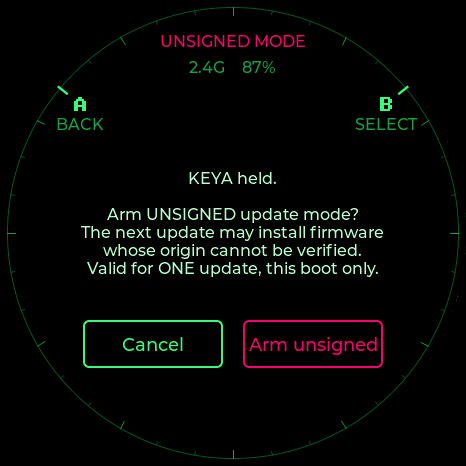 UNSIGNED MODE
2.4G 87%
A B
BACK SELECT
KEYA held.
Arm UNSIGNED update mode?
The next update may install firmware
whose origin cannot be verified.
Valid for ONE update, this boot only.
Cancel Arm unsigned